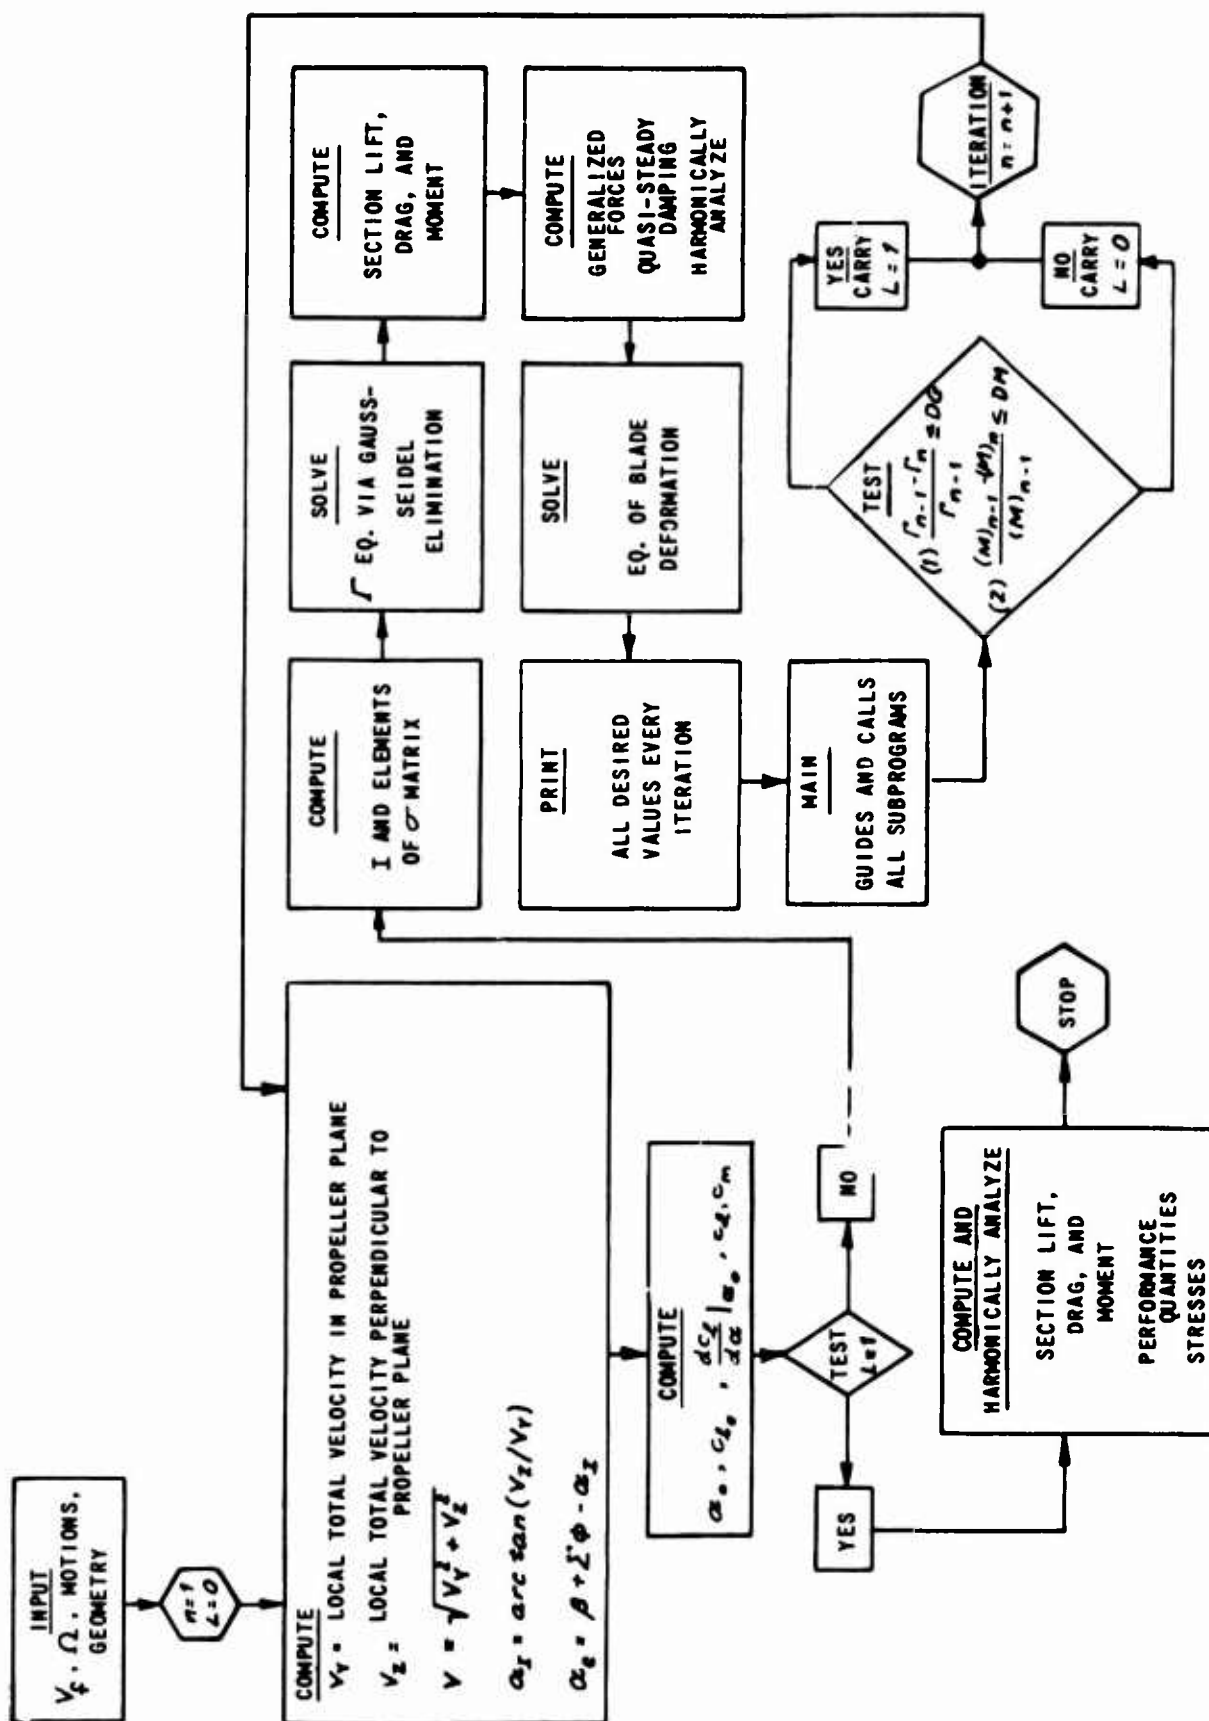 INPUT
V_f, Ω, MOTIONS,
GEOMETRY
n=1
L=0
COMPUTE
V_Y = LOCAL TOTAL VELOCITY IN PROPELLER PLANE
V_Z = LOCAL TOTAL VELOCITY PERPENDICULAR TO
PROPELLER PLANE
V = √(V_Y² + V_Z²)
α_I = arc tan (V_Z/V_Y)
α_e = β + Σφ - α_I
COMPUTE
α_o, c_l_o, dc_l/dα|α_o, c_d, c_m
TEST
L=1
YES
NO
COMPUTE AND
HARMONICALLY ANALYZE
SECTION LIFT,
DRAG, AND
MOMENT
PERFORMANCE
QUANTITIES
STRESSES
STOP
COMPUTE
I AND ELEMENTS
OF σ MATRIX
SOLVE
Γ EQ. VIA GAUSS-
SEIDEL
ELIMINATION
COMPUTE
SECTION LIFT,
DRAG, AND
MOMENT
COMPUTE
GENERALIZED
FORCES
QUASI-STEADY
DAMPING
HARMONICALLY
ANALYZE
SOLVE
EQ. OF BLADE
DEFORMATION
PRINT
ALL DESIRED
VALUES EVERY
ITERATION
MAIN
GUIDES AND CALLS
ALL SUBPROGRAMS
TEST
(1) Γ_n-1 - Γ_n / Γ_n-1 ≤ DG
(2) (M)_n-1 - (M)_n / (M)_n-1 ≤ DM
YES
CARRY
L=1
NO
CARRY
L=0
ITERATION
n = n+1